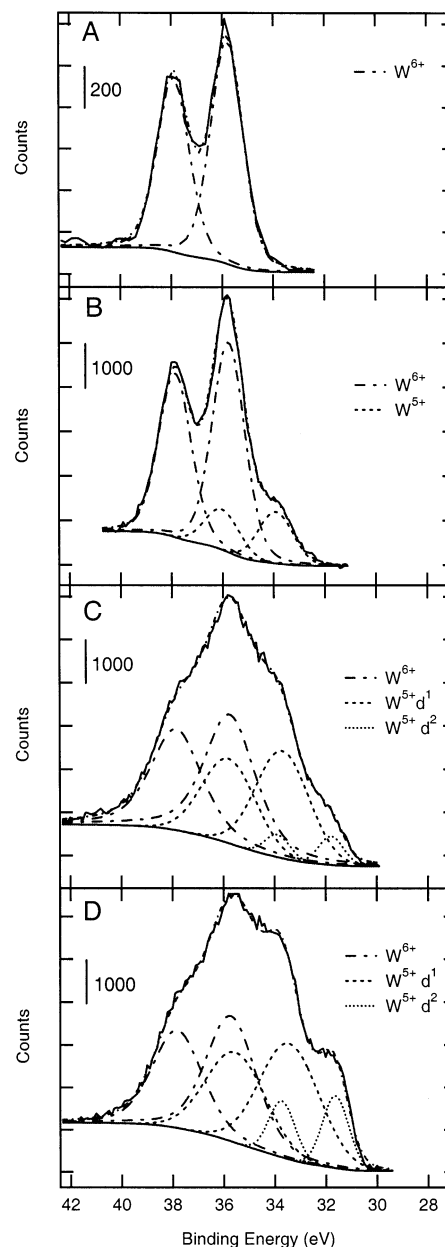 A
200
W⁶⁺
Counts
B
1000
W⁶⁺
W⁵⁺
Counts
C
1000
W⁶⁺
W⁵⁺d¹
W⁵⁺ d²
Counts
D
1000
W⁶⁺
W⁵⁺ d¹
W⁵⁺ d²
Counts
42 40 38 36 34 32 30 28
Binding Energy (eV)